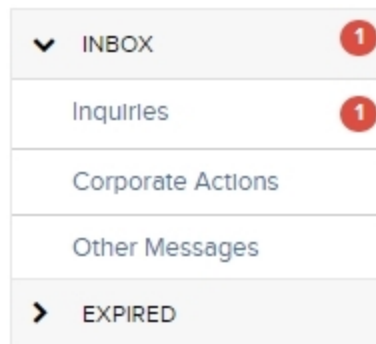 INBOX 1
Inquiries 1
Corporate Actions
Other Messages
EXPIRED